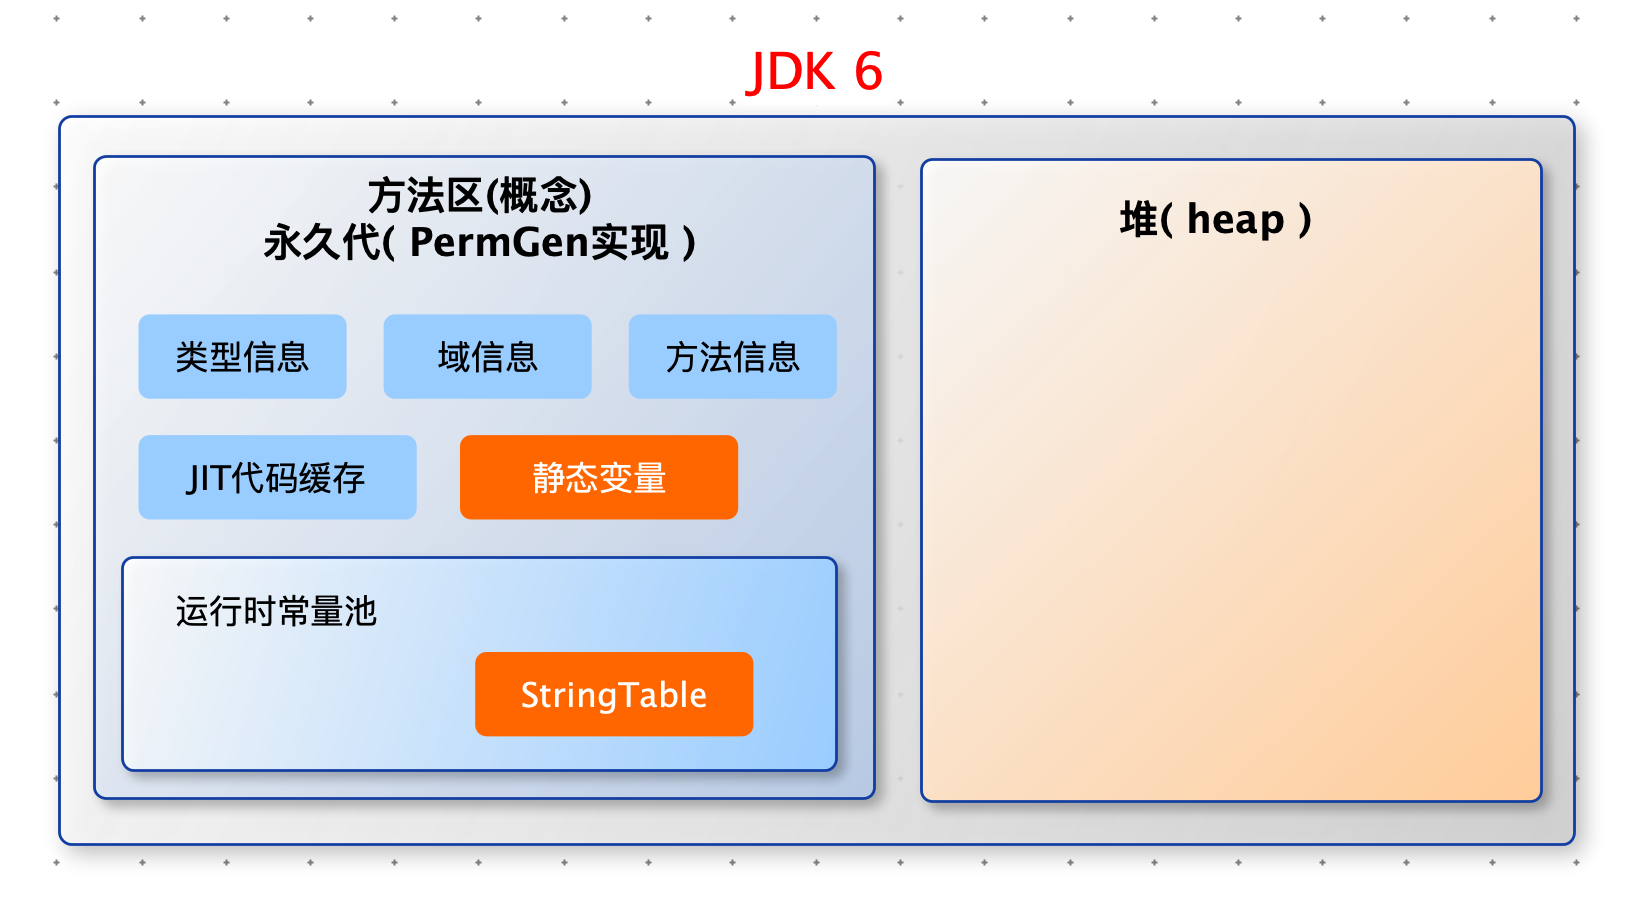 JDK 6
方法区(概念)
永久代( PermGen实现 )
类型信息
域信息
方法信息
JIT代码缓存
静态变量
运行时常量池
StringTable
堆( heap )